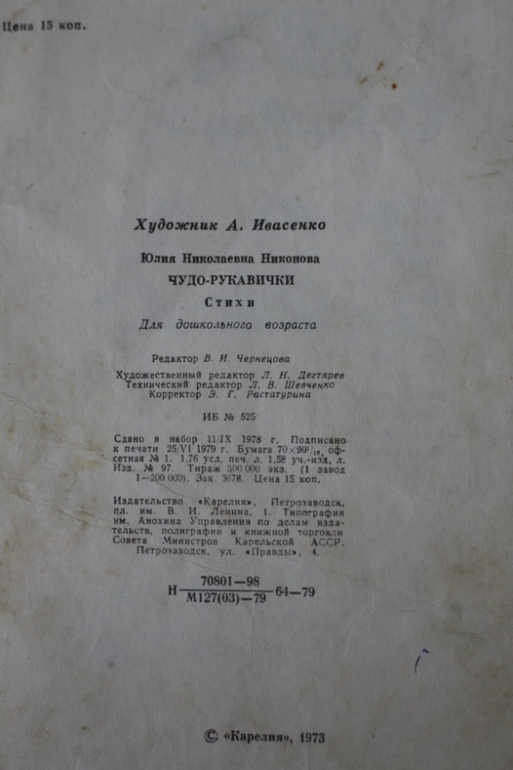 Цена 15 коп.
Художник А. Ивасенко
Юлия Николаевна Никонова
ЧУДО-РУКАВИЧКИ
Стихи
Для дошкольного возраста
Редактор В. И. Чернецова
Художественный редактор Л. Н. Дегтярев
Технический редактор Л. В. Шевченко
Корректор Э. Г. Растатурина
ИБ № 525
Сдано в набор 11/IX 1978 г. Подписано
к печати 25/VI 1979 г. Бумага 70×90¹/₁₆, оф-
сетная № 1. 1,76 усл. печ. л. 1,58 уч.-изд. л.
Изд. № 97. Тираж 300 000 экз. (1 завод
1—200 000). Зак. 3678. Цена 15 коп.
Издательство «Карелия», Петрозаводск,
пл. им. В. И. Ленина, 1. Типография
им. Анохина Управления по делам изда-
тельств, полиграфии и книжной торговли
Совета Министров Карельской АССР.
Петрозаводск, ул. «Правды», 4.
70801—98
Н 64—79
М127(03)—79
© «Карелия», 1973